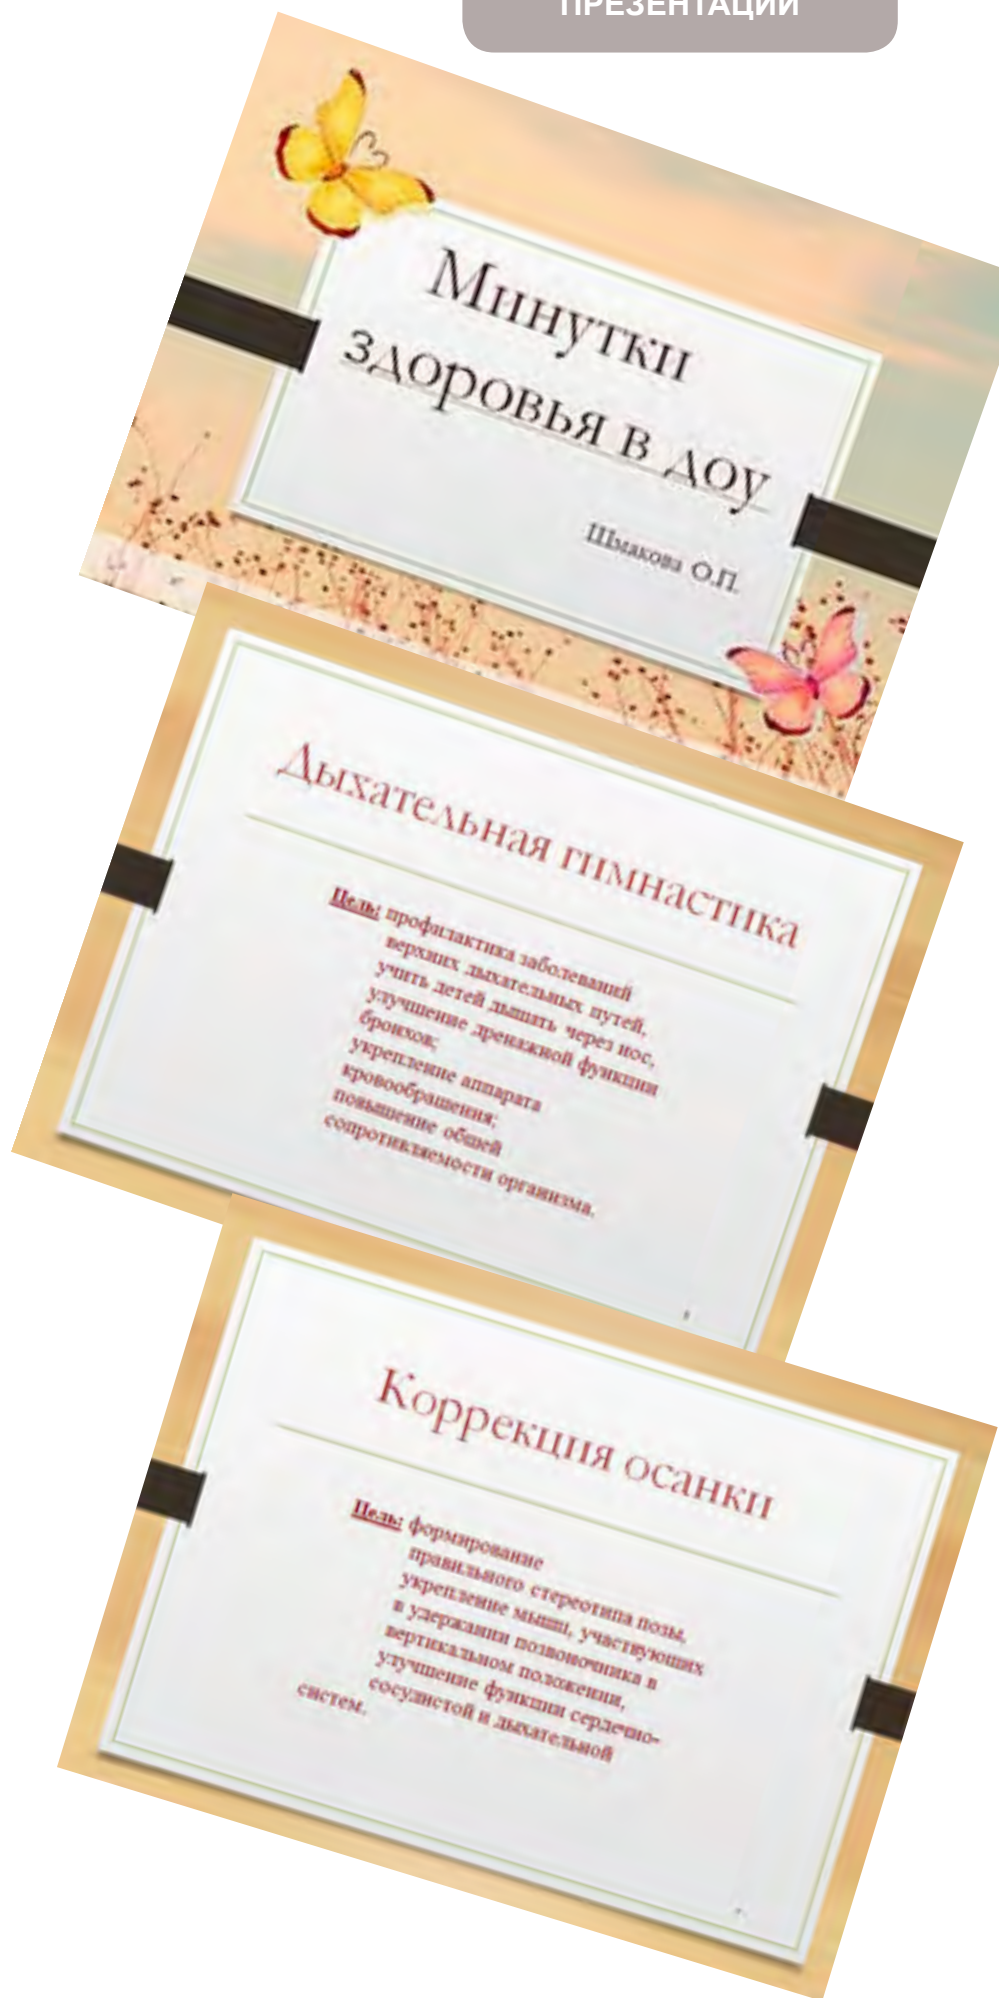 ПРЕЗЕНТАЦИИ
Минутки
здоровья в доу
Шмакова О.П.
Дыхательная гимнастика
Цель: профилактика заболеваний
верхних дыхательных путей,
учить детей дышать через нос,
улучшение дренажной функции
бронхов;
укрепление аппарата
кровообращения;
повышение общей
сопротивляемости организма.
Коррекция осанки
Цель: формирование
правильного стереотипа позы,
укрепление мышц, участвующих
в удержании позвоночника в
вертикальном положении,
улучшение функции сердечно-
сосудистой и дыхательной
систем.